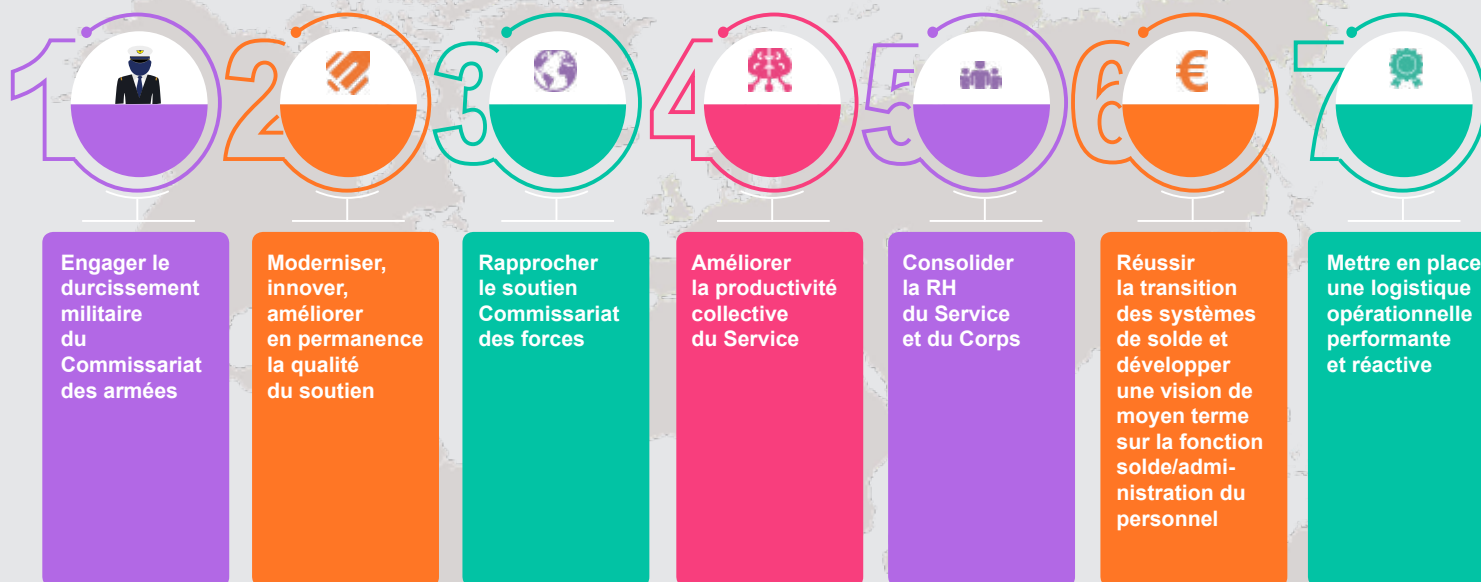 1
Engager le
durcissement
militaire
du
Commissariat
des armées
2
Moderniser,
innover,
améliorer
en permanence
la qualité
du soutien
3
Rapprocher
le soutien
Commissariat
des forces
4
Améliorer
la productivité
collective
du Service
5
Consolider
la RH
du Service
et du Corps
6
€
Réussir
la transition
des systèmes
de solde et
développer
une vision de
moyen terme
sur la fonction
solde/admi-
nistration du
personnel
7
Mettre en place
une logistique
opérationnelle
performante
et réactive